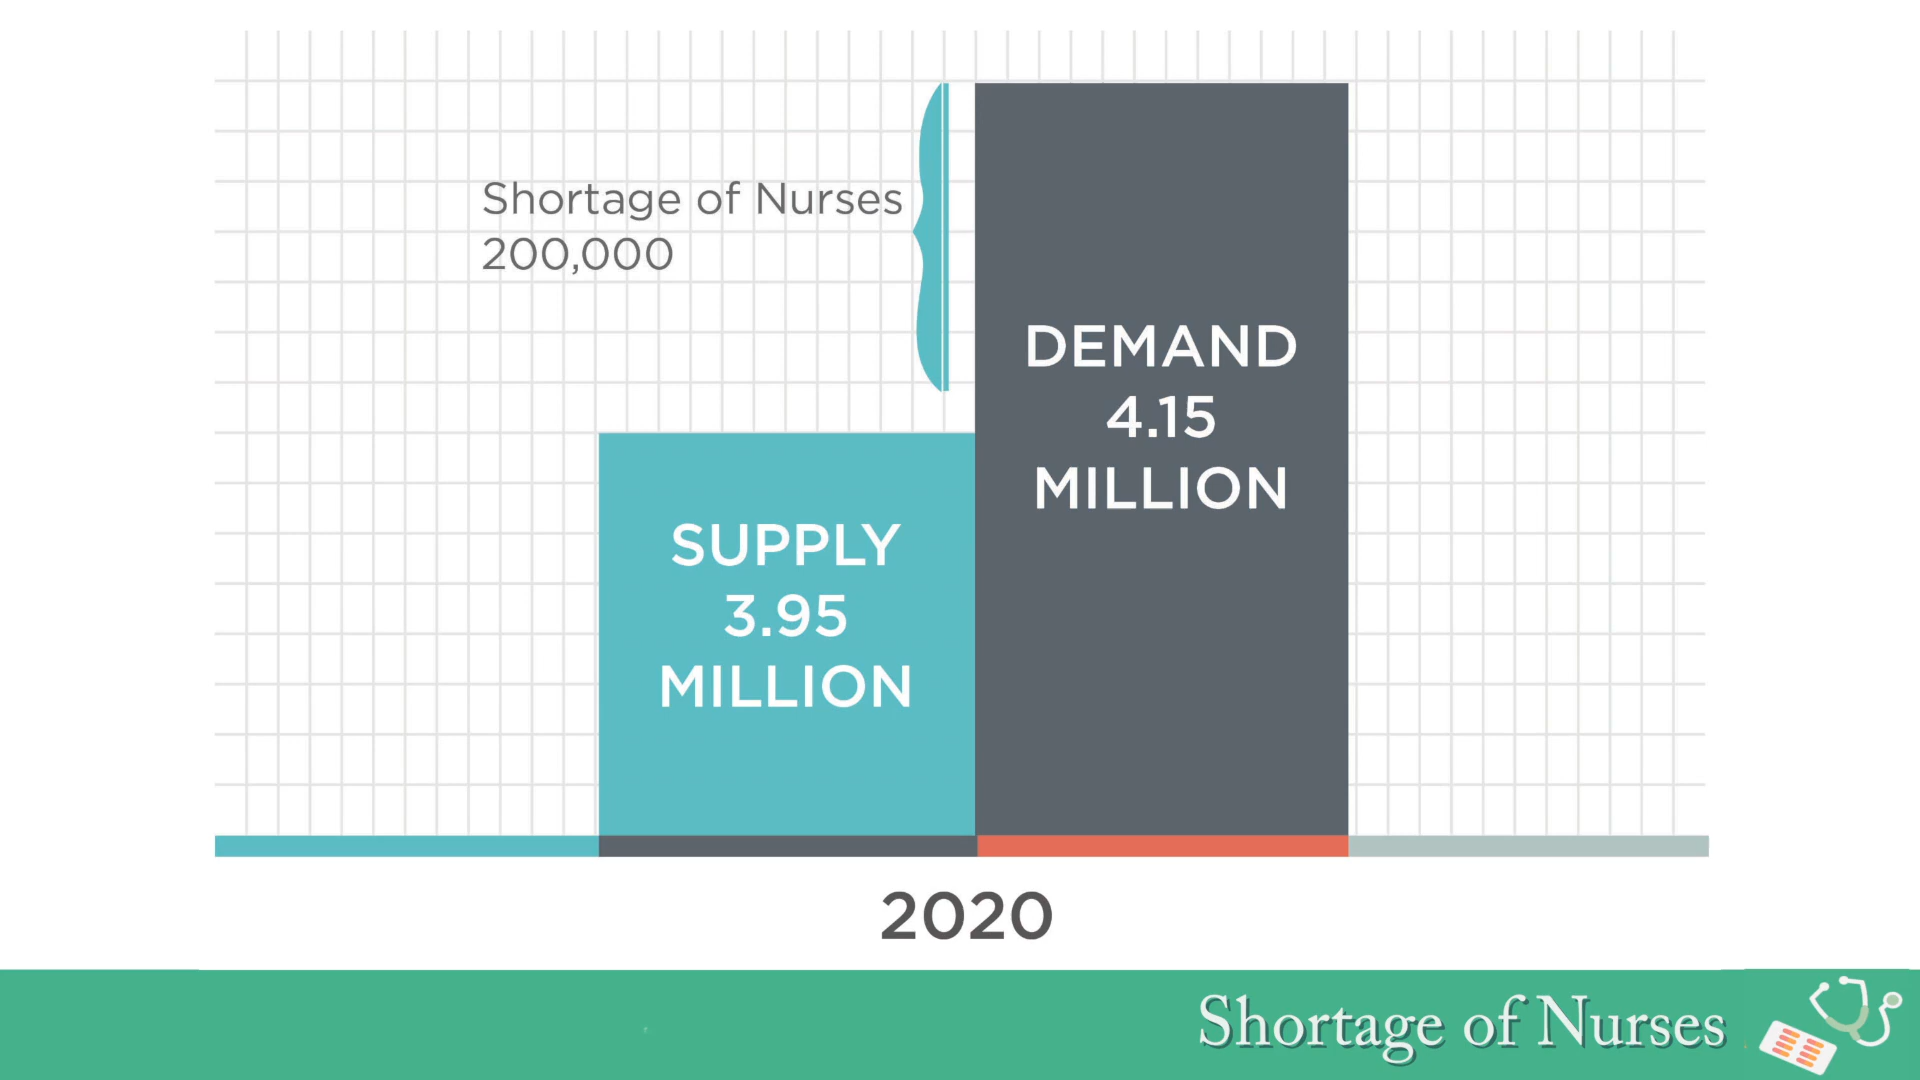 Shortage of Nurses
200,000
DEMAND
4.15
MILLION
SUPPLY
3.95
MILLION
2020
Shortage of Nurses